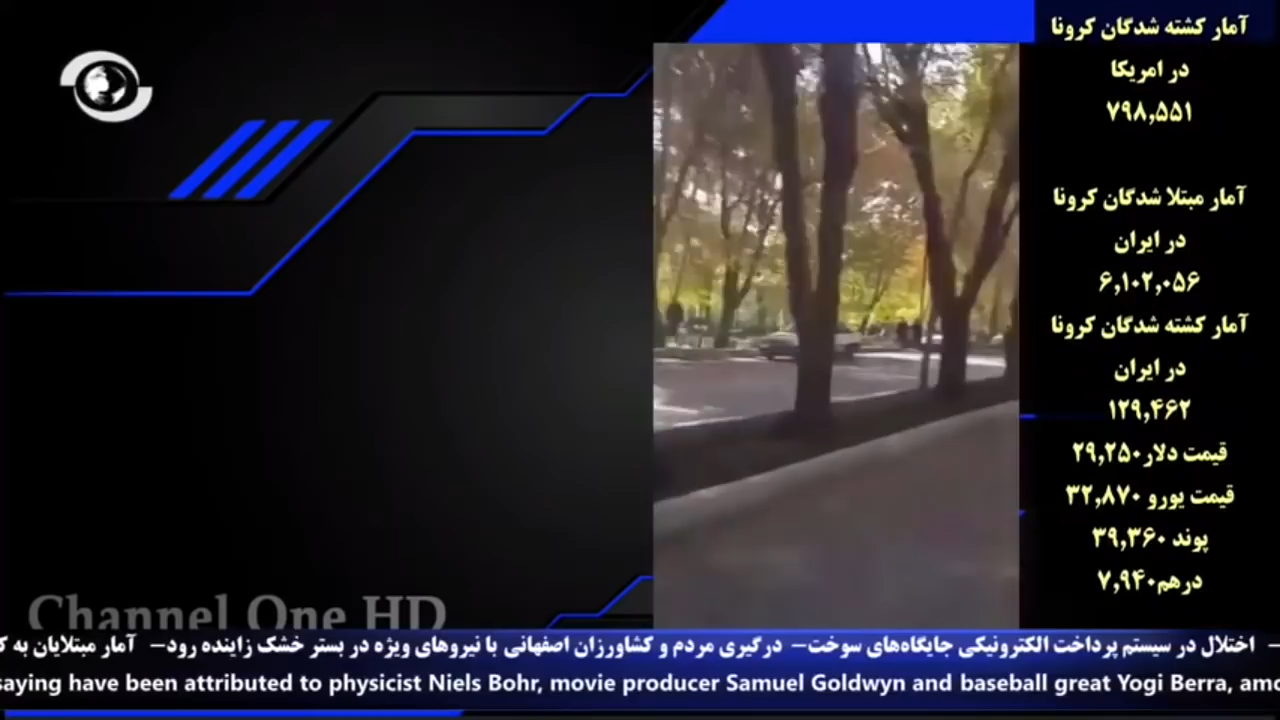 آمار کشته شدگان کرونا
در امریکا
۷۹۸,۵۵۱
آمار مبتلا شدگان کرونا
در ایران
۶,۱۰۲,۰۵۶
آمار کشته شدگان کرونا
در ایران
۱۲۹,۴۶۲
قیمت دلار۲۹,۲۵۰
قیمت یورو ۳۲,۸۷۰
پوند ۳۹,۳۶۰
درهم۷,۹۴۰
Channel One HD
– اختلال در سیستم پرداخت الکترونیکی جایگاه‌های سوخت– درگیری مردم و کشاورزان اصفهانی با نیروهای ویژه در بستر خشک زاینده رود– آمار مبتلایان به
saying have been attributed to physicist Niels Bohr, movie producer Samuel Goldwyn and baseball great Yogi Berra,